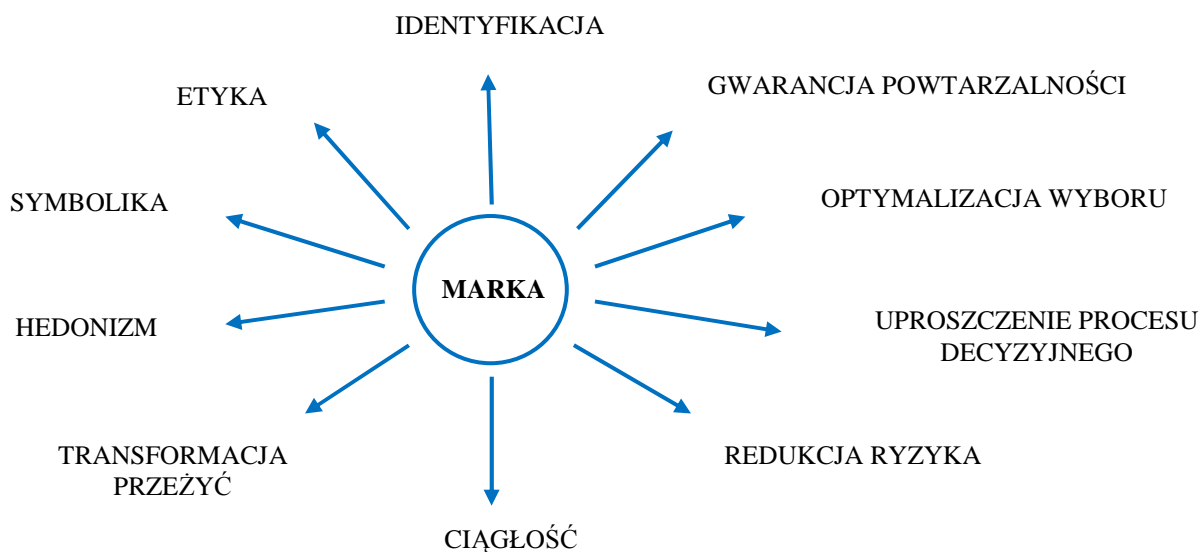 IDENTYFIKACJA
GWARANCJA POWTARZALNOŚCI
ETYKA
OPTYMALIZACJA WYBORU
SYMBOLIKA
MARKA
UPROSZCZENIE PROCESU
DECYZYJNEGO
HEDONIZM
TRANSFORMACJA
PRZEŻYĆ
REDUKCJA RYZYKA
CIĄGŁOŚĆ